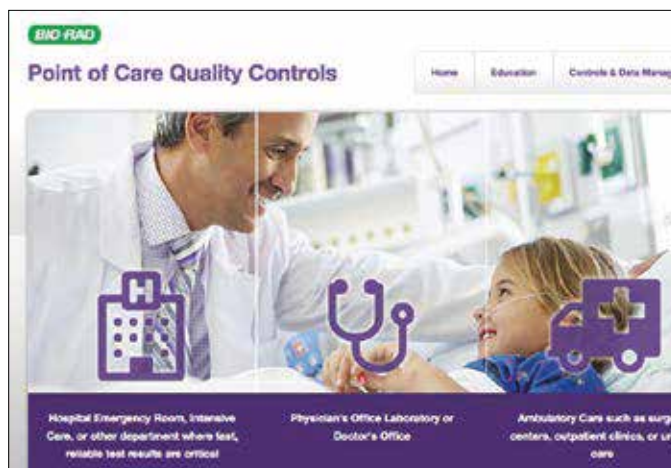 BIO-RAD
Point of Care Quality Controls
Home Education Controls & Data Manag
H
Hospital Emergency Room, Intensive
Care, or other department where fast,
reliable test results are critical
Physician's Office Laboratory or
Doctor's Office
Ambulatory Care such as surg
centers, outpatient clinics, or ur
care